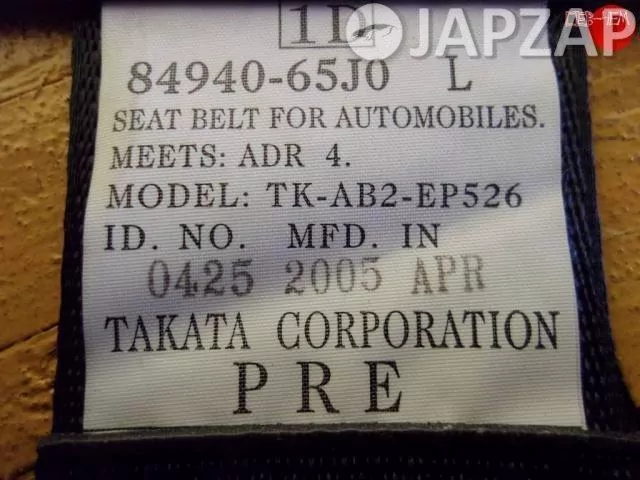 JAPZAP
1D
84940-65J0 L
SEAT BELT FOR AUTOMOBILES.
MEETS: ADR 4.
MODEL: TK-AB2-EP526
ID. NO. MFD. IN
0425 2005 APR
TAKATA CORPORATION
PRE